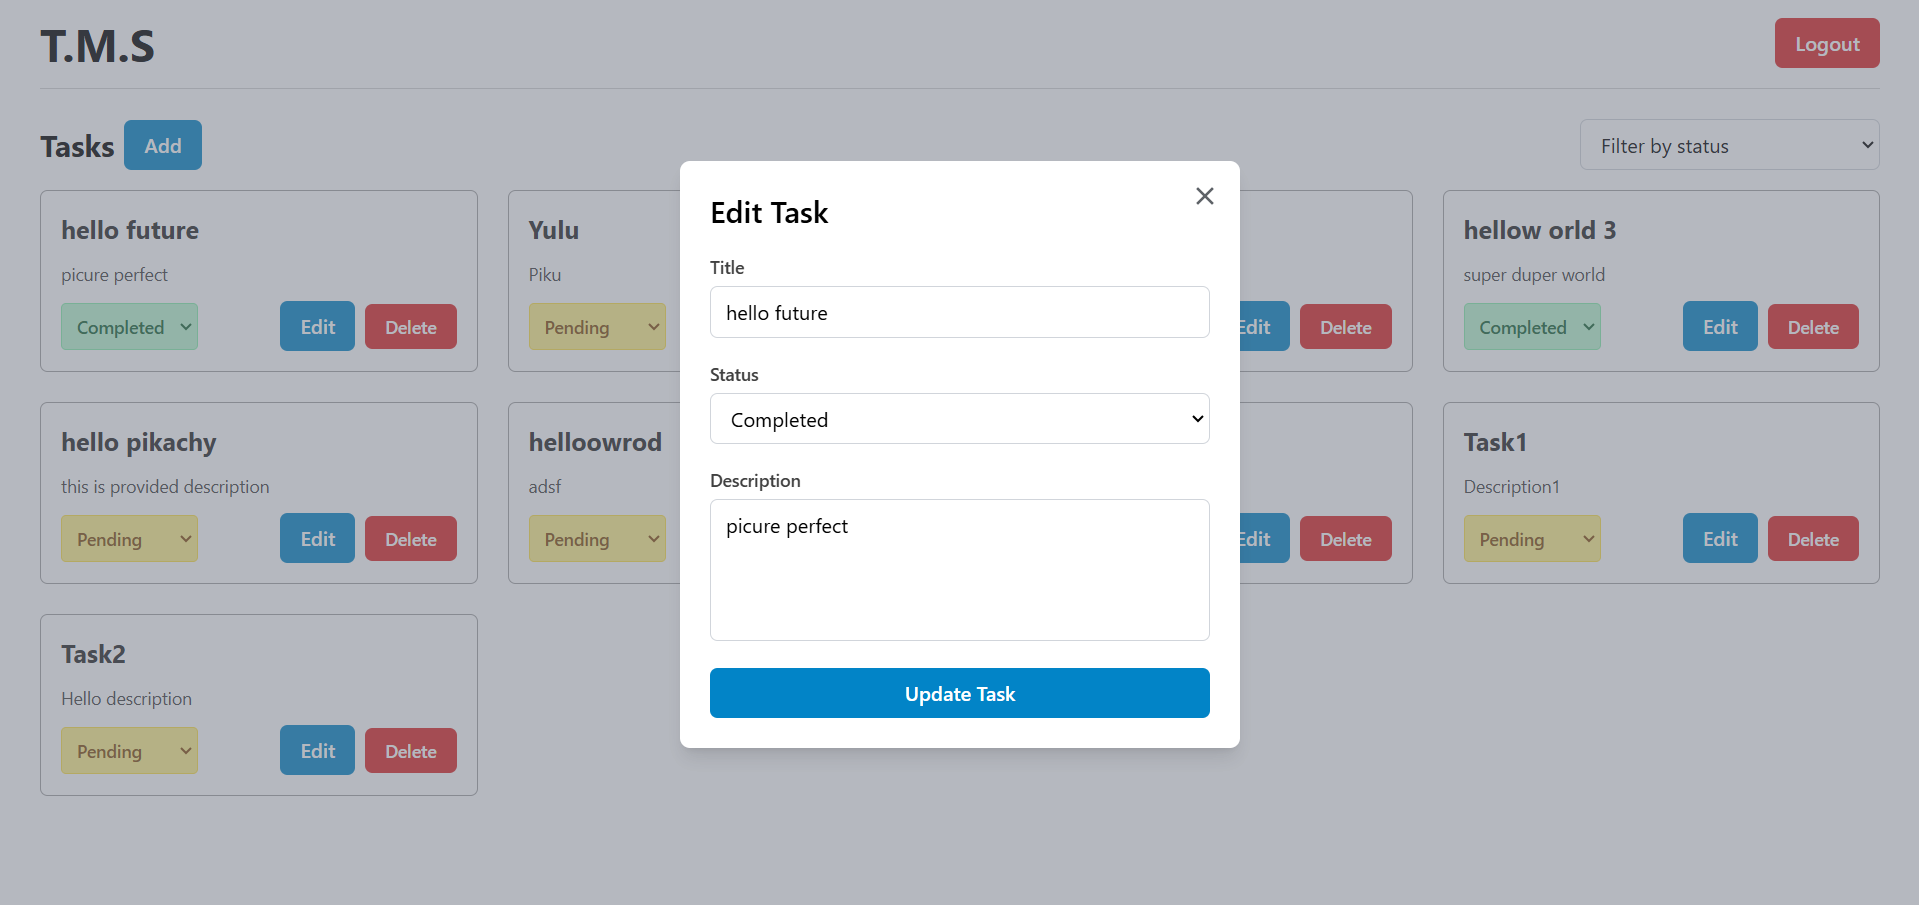 T.M.S
Logout
Tasks
Add
Filter by status
hello future
picure perfect
Completed
Edit
Delete
Yulu
Piku
Pending
Edit
Delete
hellow orld 3
super duper world
Completed
Edit
Delete
hello pikachy
this is provided description
Pending
Edit
Delete
helloowrod
adsf
Pending
Edit
Delete
Task1
Description1
Pending
Edit
Delete
Task2
Hello description
Pending
Edit
Delete
Edit Task
Title
hello future
Status
Completed
Description
picure perfect
Update Task